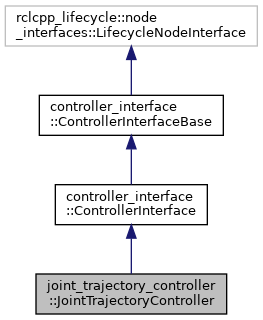 rclcpp_lifecycle::node
_interfaces::LifecycleNodeInterface
controller_interface
::ControllerInterfaceBase
controller_interface
::ControllerInterface
joint_trajectory_controller
::JointTrajectoryController